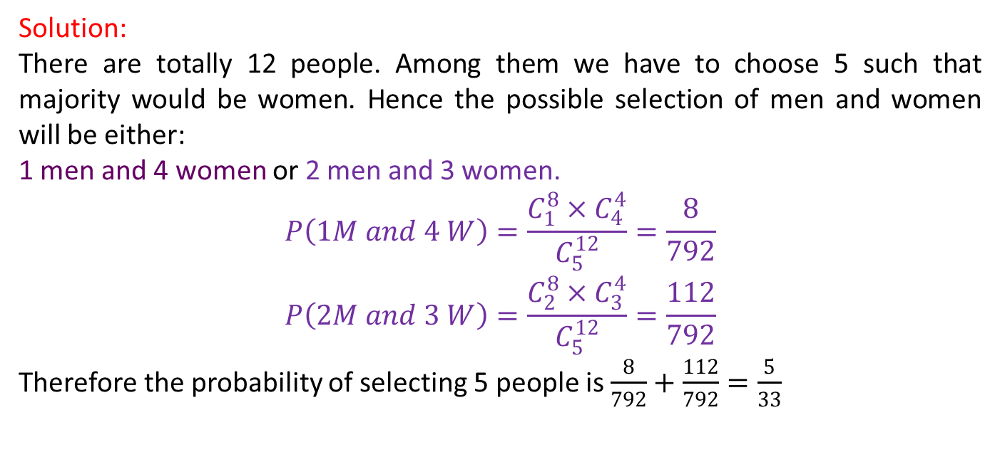 Solution:
There are totally 12 people. Among them we have to choose 5 such that
majority would be women. Hence the possible selection of men and women
will be either:
1 men and 4 women or 2 men and 3 women.
P(1M and 4 W) = \frac{C_1^8 × C_4^4}{C_5^{12}} = \frac{8}{792}
P(2M and 3 W) = \frac{C_2^8 × C_3^4}{C_5^{12}} = \frac{112}{792}
Therefore the probability of selecting 5 people is \frac{8}{792} + \frac{112}{792} = \frac{5}{33}